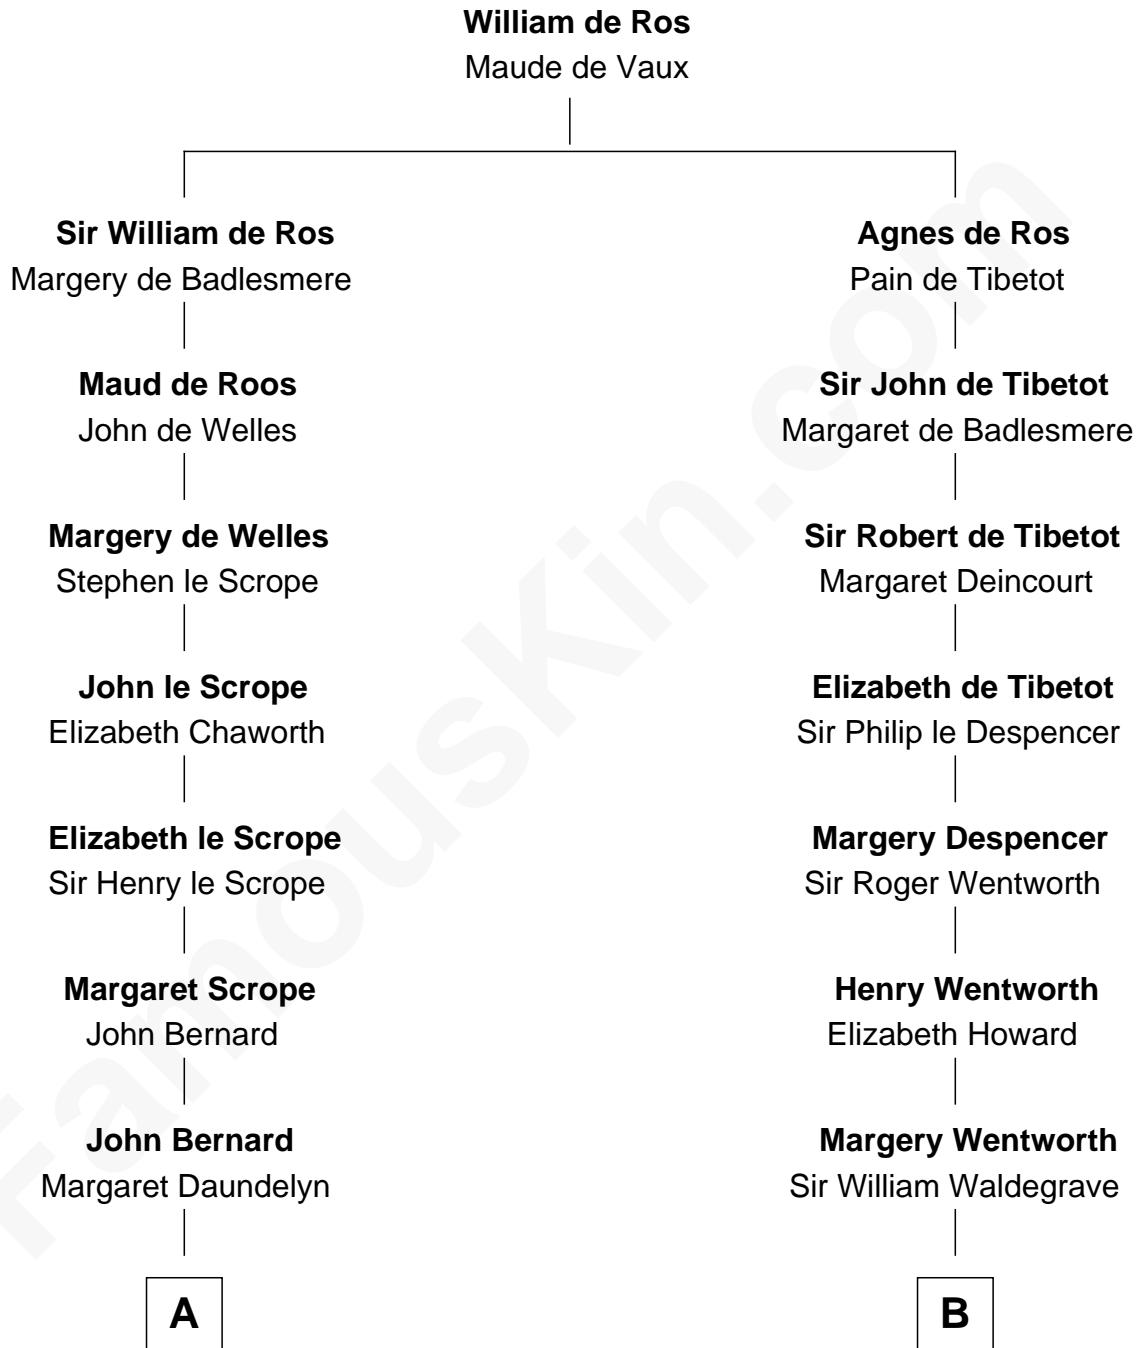 William de Ros
Maude de Vaux
Sir William de Ros
Margery de Badlesmere
Maud de Roos
John de Welles
Margery de Welles
Stephen le Scrope
John le Scrope
Elizabeth Chaworth
Elizabeth le Scrope
Sir Henry le Scrope
Margaret Scrope
John Bernard
John Bernard
Margaret Daundelyn
A
Agnes de Ros
Pain de Tibetot
Sir John de Tibetot
Margaret de Badlesmere
Sir Robert de Tibetot
Margaret Deincourt
Elizabeth de Tibetot
Sir Philip le Despencer
Margery Despencer
Sir Roger Wentworth
Henry Wentworth
Elizabeth Howard
Margery Wentworth
Sir William Waldegrave
B
FamousKin.com